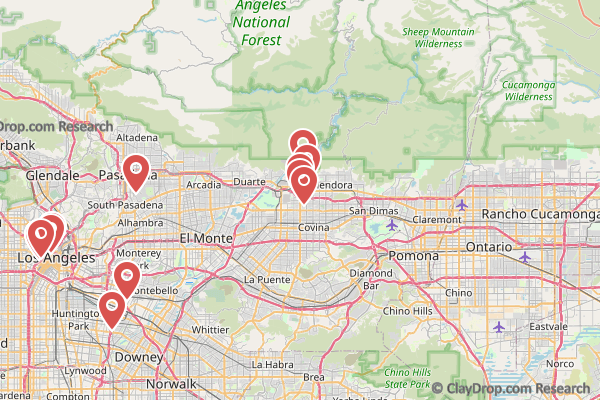 Angeles
National
Forest
Sheep Mountain
Wilderness
Cucamonga
Wilderness
Drop.com Research
Altadena
rbank
Glendale
Arcadia
Duarte
South Pasadena
San Dimas
Claremont
Rancho Cucamonga
Alhambra
Covina
El Monte
Monterey
Park
Ontario
Los Angeles
Pomona
La Puente
Diamond
Bar
Chino
Huntington
Park
Chino Hills
Eastvale
Whittier
Downey
La Habra
Norco
Lynwood
Chino Hills
State Park
Norwalk
Brea
Compton
© ClayDrop.com Research